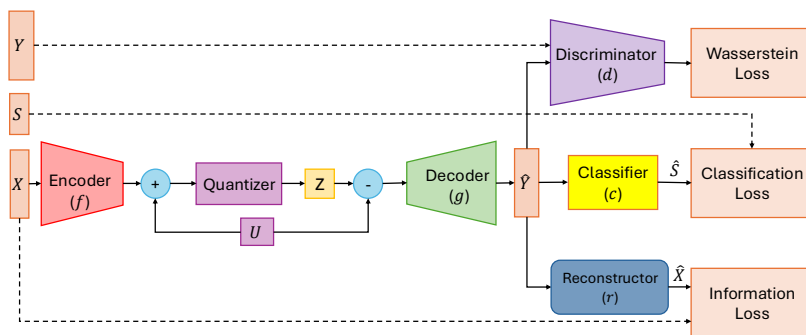 Y
Discriminator
(d)
Wasserstein
Loss
S
X
Encoder
(f)
+
Quantizer
Z
-
Decoder
(g)
Ŷ
Classifier
(c)
Ŝ
Classification
Loss
U
Reconstructor
(r)
X̂
Information
Loss